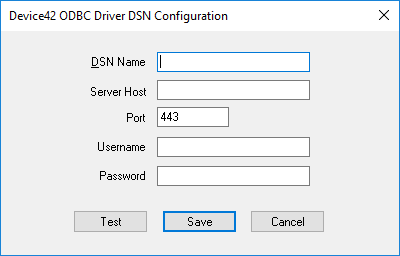 Device42 ODBC Driver DSN Configuration
DSN Name
Server Host
Port 443
Username
Password
Test Save Cancel